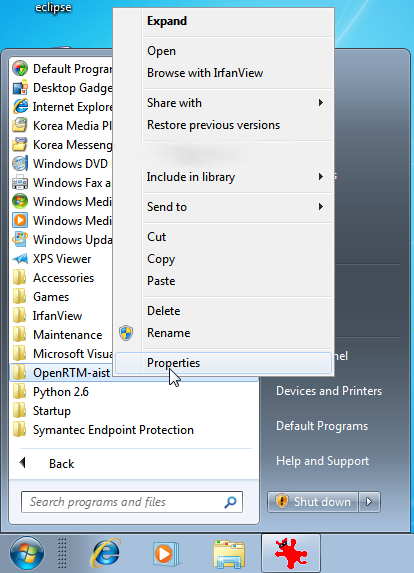 eclipse
Expand
Open
Browse with IrfanView
Share with
Restore previous versions
Include in library
Send to
Cut
Copy
Paste
Delete
Rename
Properties
Default Progra
Desktop Gadge
Internet Explore
Korea Media Pl
Korea Messeng
Windows DVD
Windows Fax a
Windows Medi
Windows Medi
Windows Upda
XPS Viewer
Accessories
Games
IrfanView
Maintenance
Microsoft Visua
OpenRTM-aist
Python 2.6
Startup
Symantec Endpoint Protection
Back
Search programs and files
nel
Devices and Printers
Default Programs
Help and Support
Shut down